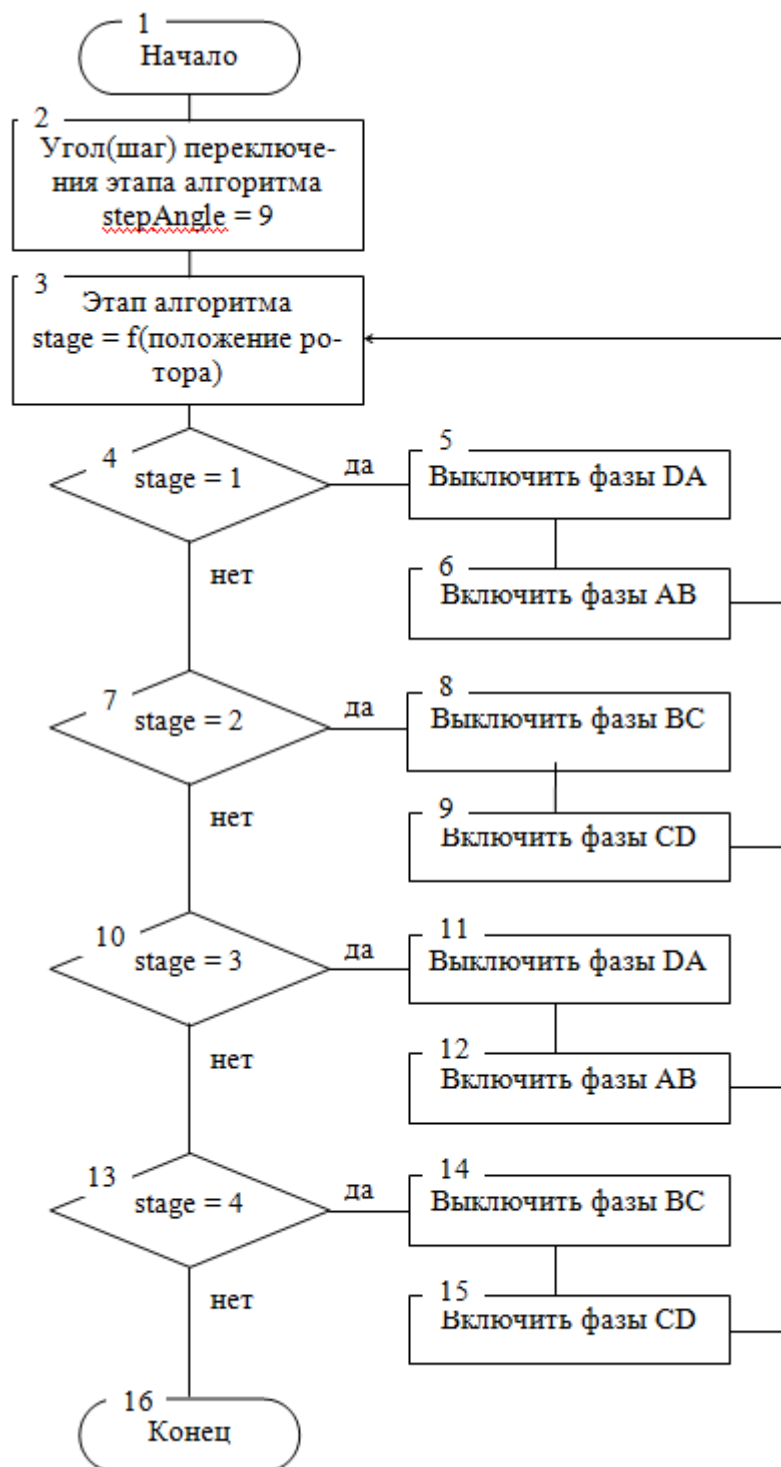 1
Начало
2
Угол(шаг) переключе-
ния этапа алгоритма
stepAngle = 9
3
Этап алгоритма
stage = f(положение ро-
тора)
4
stage = 1
да
5
Выключить фазы DA
нет
6
Включить фазы AB
7
stage = 2
да
8
Выключить фазы BC
нет
9
Включить фазы CD
10
stage = 3
да
11
Выключить фазы DA
нет
12
Включить фазы AB
13
stage = 4
да
14
Выключить фазы BC
нет
15
Включить фазы CD
16
Конец